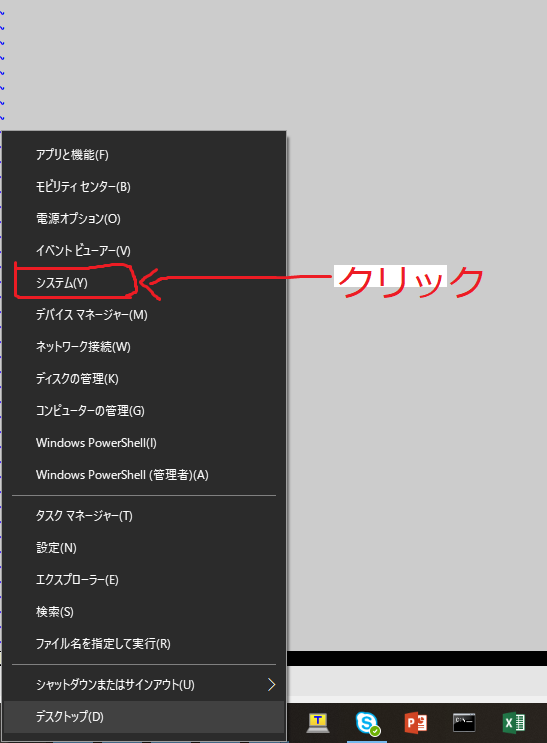 アプリと機能(F)
モビリティ センター(B)
電源オプション(O)
イベント ビューアー(V)
システム(Y)
クリック
デバイス マネージャー(M)
ネットワーク接続(W)
ディスクの管理(K)
コンピューターの管理(G)
Windows PowerShell(I)
Windows PowerShell (管理者)(A)
タスク マネージャー(T)
設定(N)
エクスプローラー(E)
検索(S)
ファイル名を指定して実行(R)
シャットダウンまたはサインアウト(U)
デスクトップ(D)